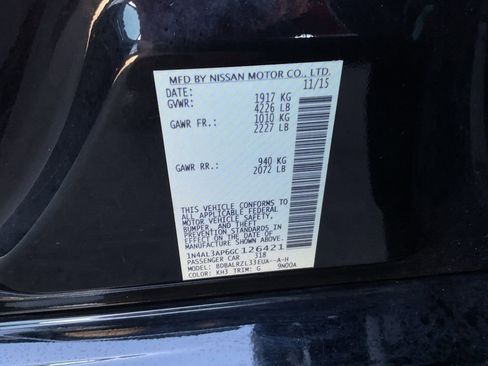 MFD BY NISSAN MOTOR CO., LTD.
DATE: 11/15
GVWR: 1917 KG
4226 LB
GAWR FR.: 1010 KG
2227 LB
GAWR RR.: 940 KG
2072 LB
THIS VEHICLE CONFORMS TO
ALL APPLICABLE FEDERAL
MOTOR VEHICLE SAFETY,
BUMPER, AND THEFT
PREVENTION STANDARDS IN
EFFECT ON THE DATE OF
MANUFACTURE SHOWN ABOVE.
1N4AL3AP6GC126421
PASSENGER CAR 318
MODEL: BDBALRZL33EUA--A-H
COLOR: KH3 TRIM: G 9N00A